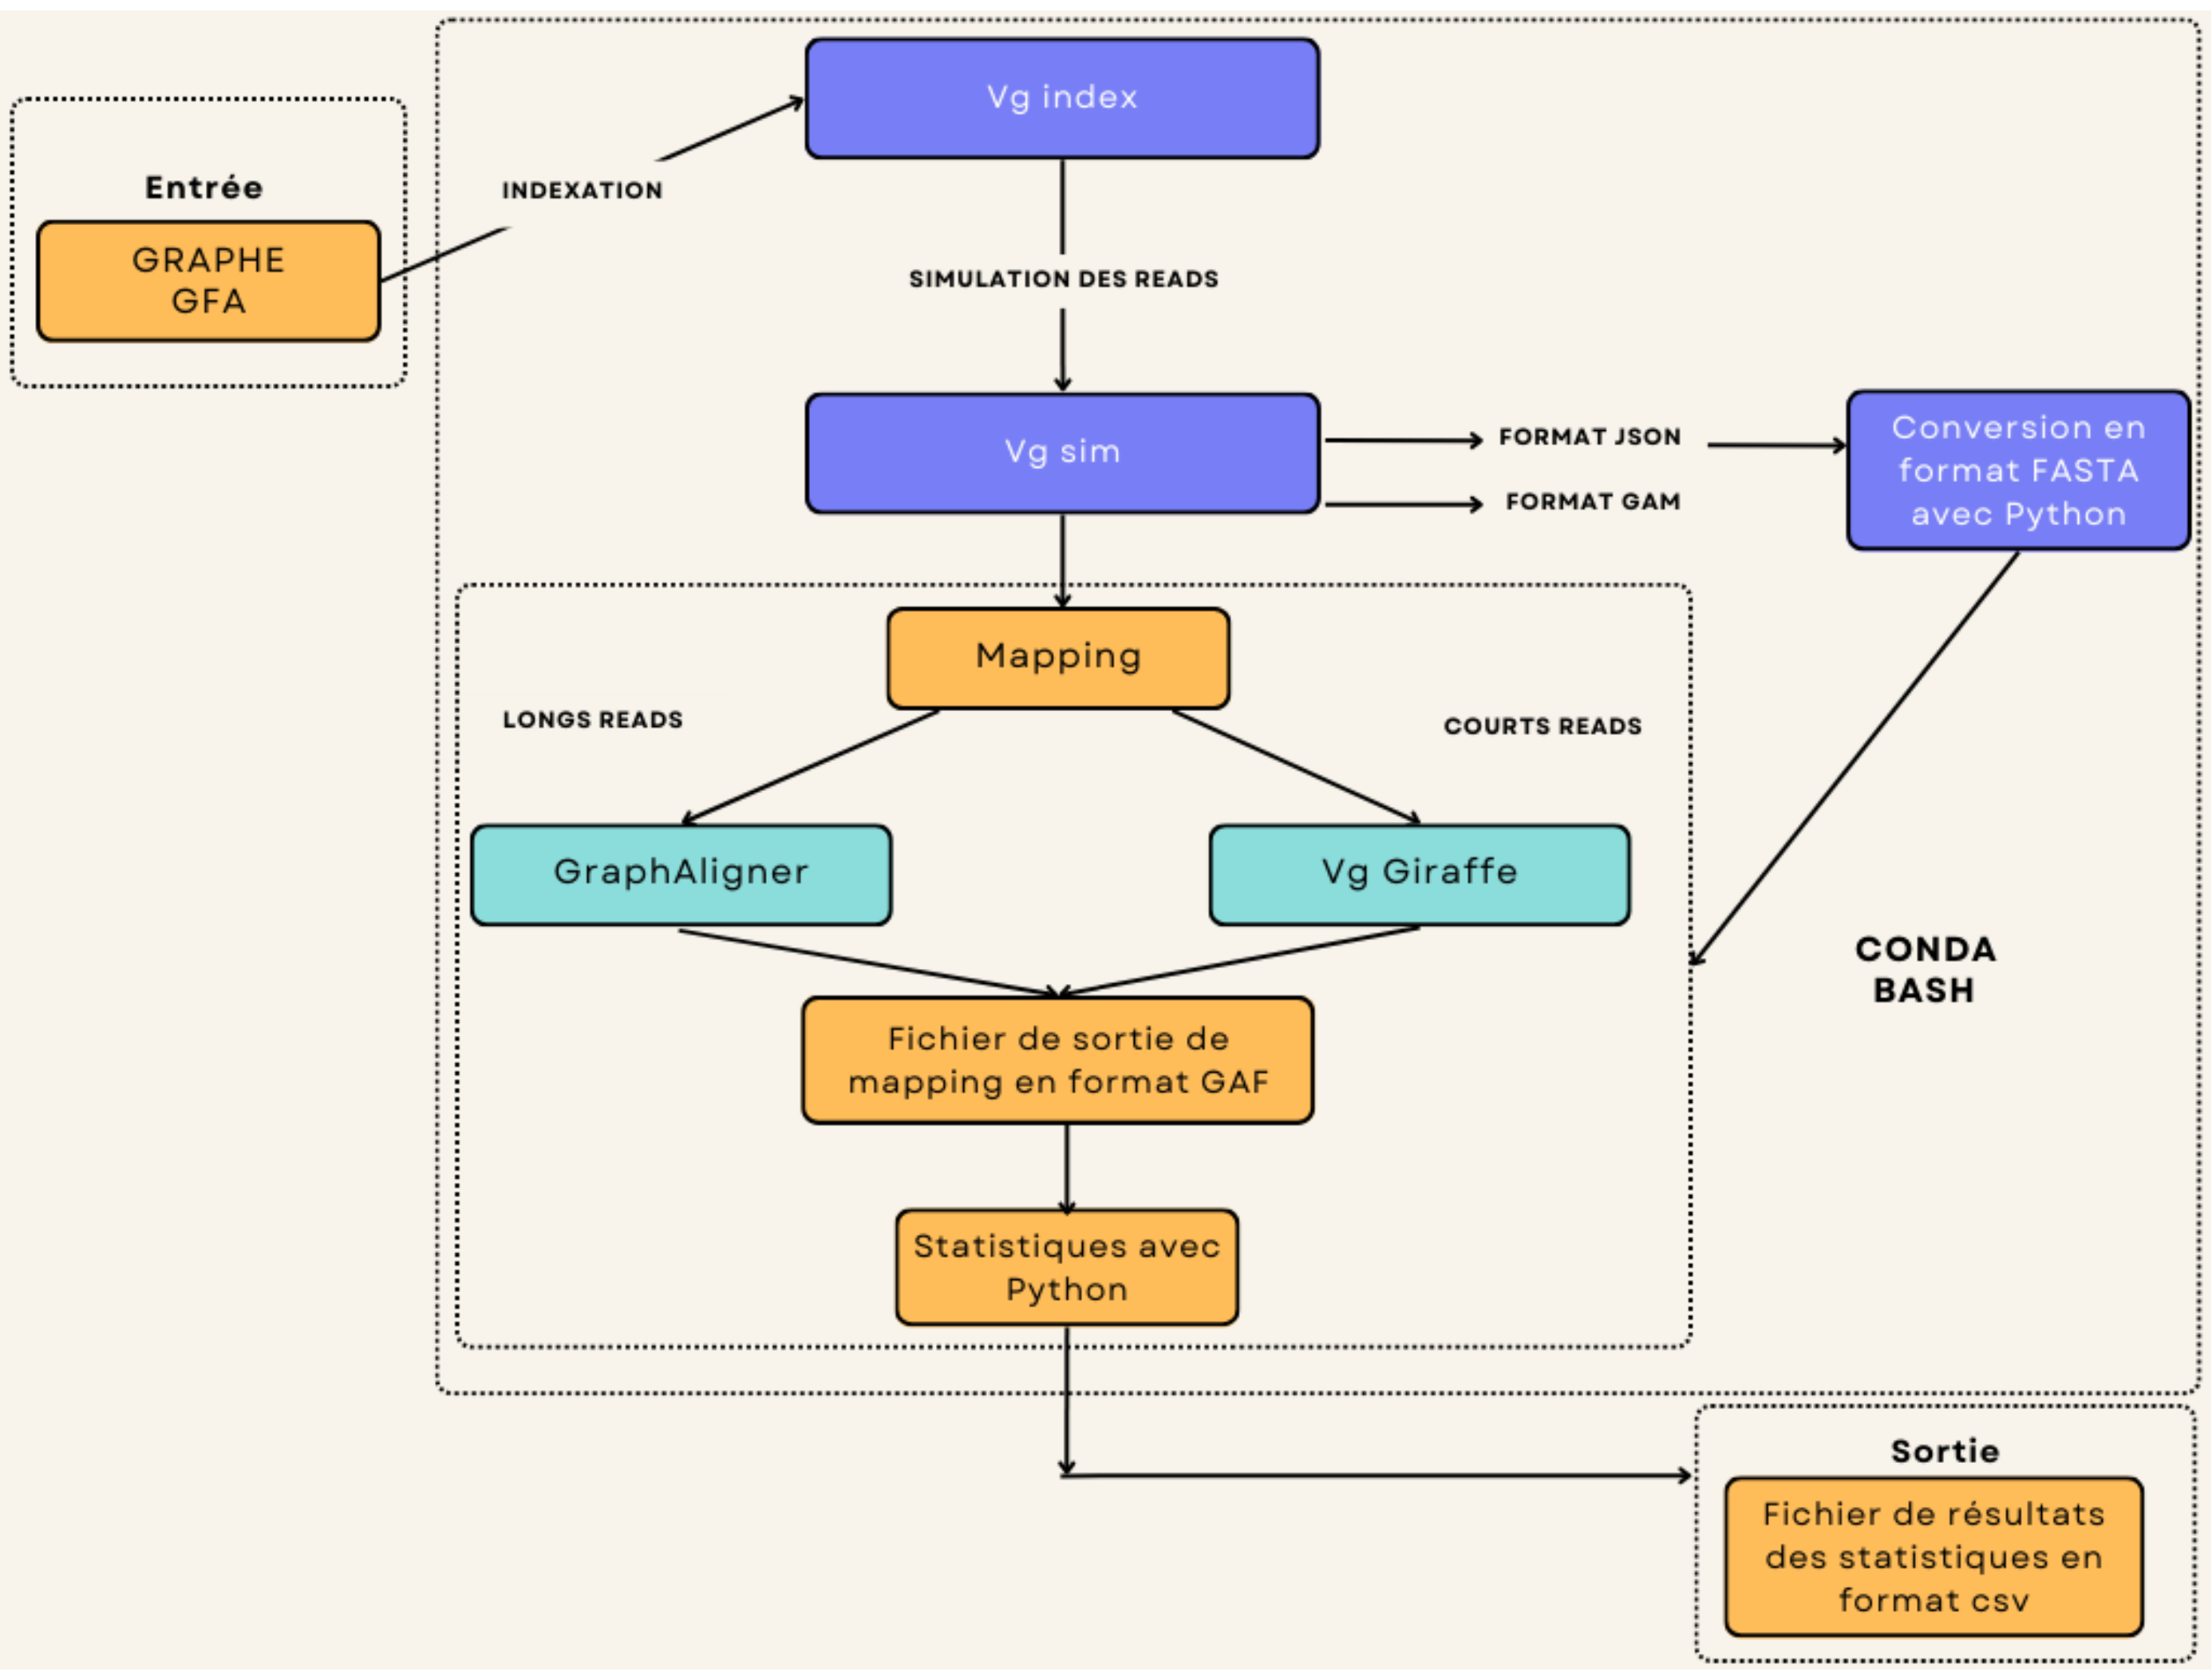 Vg index
Entrée
INDEXATION
GRAPHE
GFA
SIMULATION DES READS
Vg sim
FORMAT JSON
FORMAT GAM
Conversion en
format FASTA
avec Python
Mapping
LONGS READS
COURTS READS
GraphAligner
Vg Giraffe
CONDA
BASH
Fichier de sortie de
mapping en format GAF
Statistiques avec
Python
Sortie
Fichier de résultats
des statistiques en
format csv